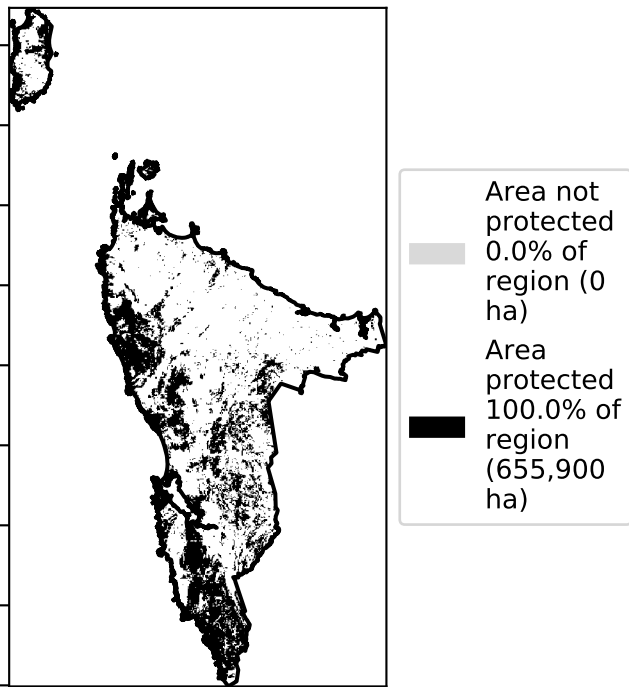 Area not
protected
0.0% of
region (0
ha)
Area
protected
100.0% of
region
(655,900
ha)